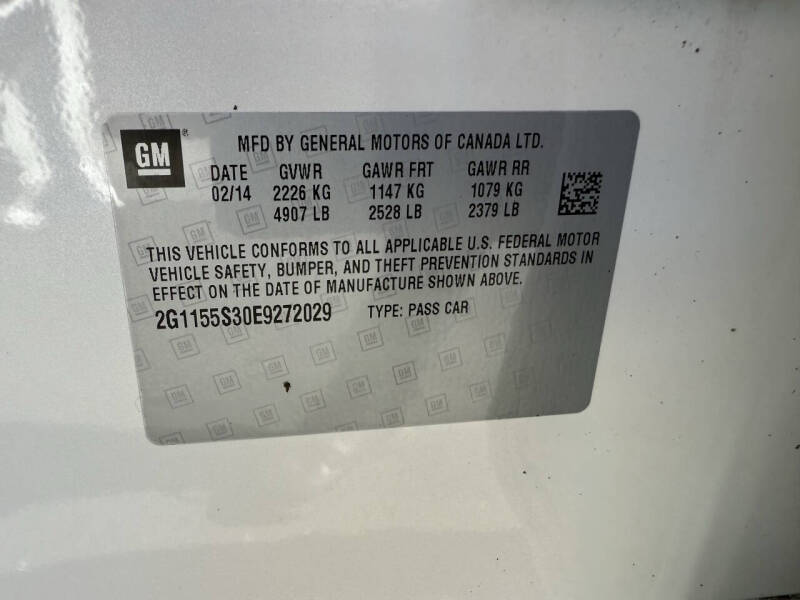 GM
MFD BY GENERAL MOTORS OF CANADA LTD.
DATE GVWR GAWR FRT GAWR RR
02/14 2226 KG 1147 KG 1079 KG
4907 LB 2528 LB 2379 LB
THIS VEHICLE CONFORMS TO ALL APPLICABLE U.S. FEDERAL MOTOR
VEHICLE SAFETY, BUMPER, AND THEFT PREVENTION STANDARDS IN
EFFECT ON THE DATE OF MANUFACTURE SHOWN ABOVE.
2G1155S30E9272029 TYPE: PASS CAR